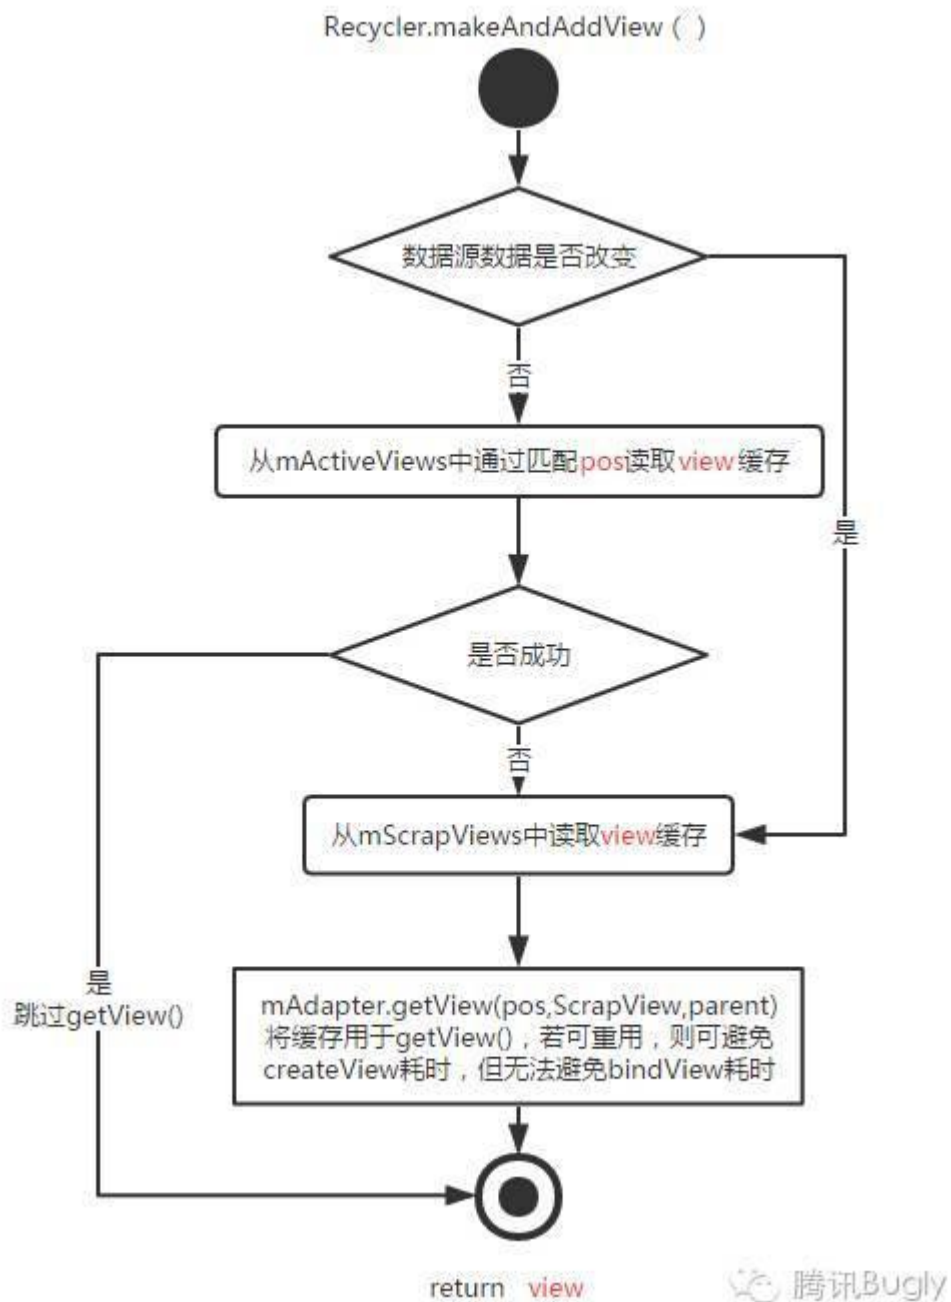 Recycler.makeAndAddView ( )
数据源数据是否改变
否
从mActiveViews中通过匹配pos读取view缓存
是
是否成功
否
从mScrapViews中读取view缓存
是
跳过getView()
mAdapter.getView(pos,ScrapView,parent)
将缓存用于getView()，若可重用，则可避免
createView耗时，但无法避免bindView耗时
return view
腾讯Bugly